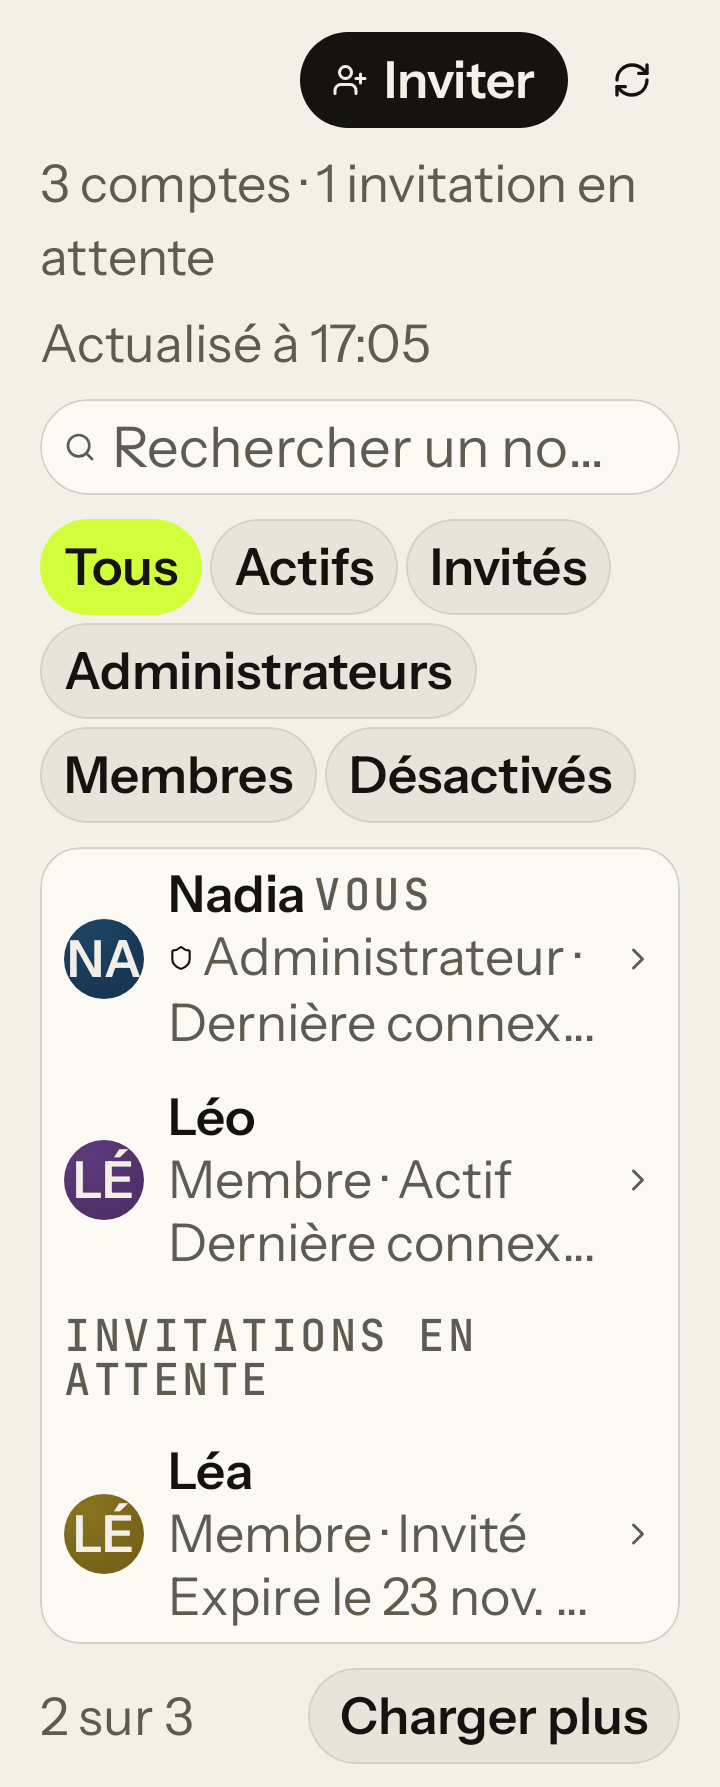 Inviter
3 comptes · 1 invitation en
attente
Actualisé à 17:05
Rechercher un no...
Tous Actifs Invités
Administrateurs
Membres Désactivés
Nadia VOUS
NA
Administrateur ·
Dernière connex...
Léo
LÉ
Membre · Actif
Dernière connex...
INVITATIONS EN
ATTENTE
Léa
LÉ
Membre · Invité
Expire le 23 nov. ...
2 sur 3 Charger plus